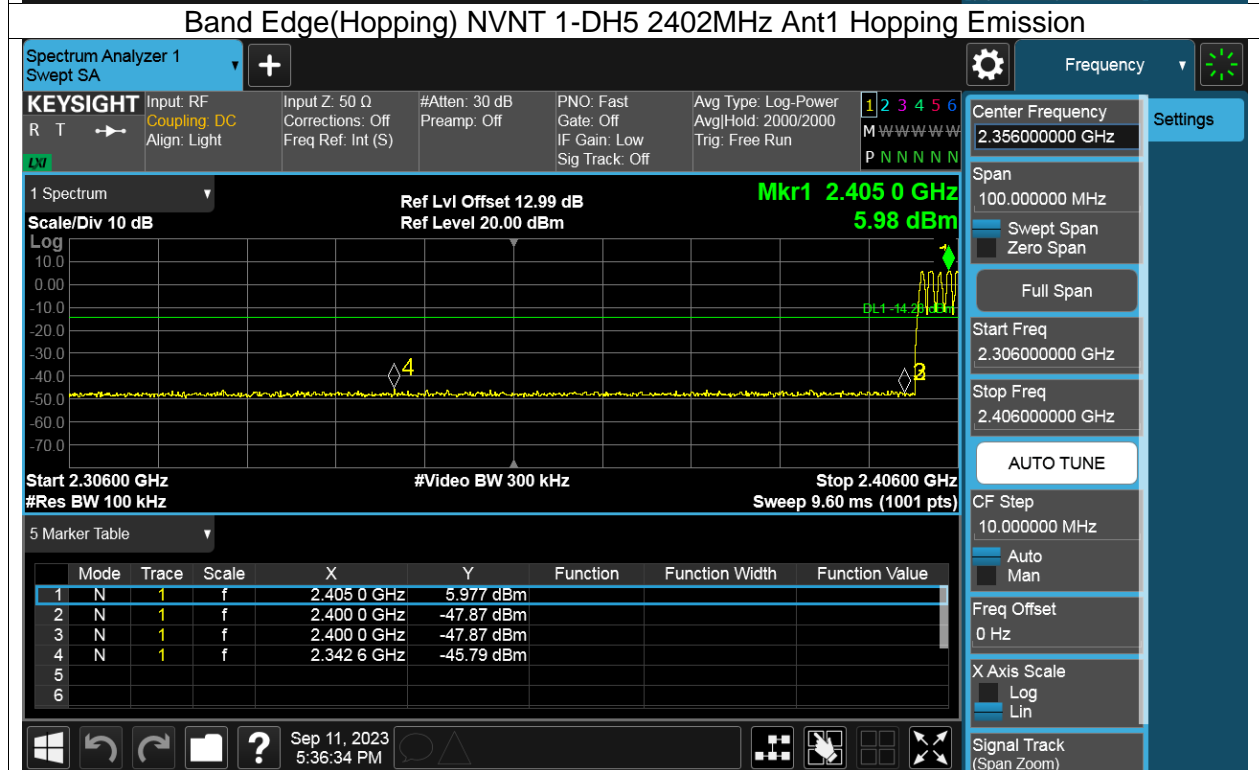 Band Edge(Hopping) NVNT 1-DH5 2402MHz Ant1 Hopping Emission
Spectrum Analyzer 1
Swept SA
Frequency
KEYSIGHT
R T
LXI
Input: RF
Coupling: DC
Align: Light
Input Z: 50 Ω
Corrections: Off
Freq Ref: Int (S)
#Atten: 30 dB
Preamp: Off
PNO: Fast
Gate: Off
IF Gain: Low
Sig Track: Off
Avg Type: Log-Power
Avg|Hold: 2000/2000
Trig: Free Run
1 2 3 4 5 6
M W W W W W
P N N N N N
1 Spectrum
Scale/Div 10 dB
Ref Lvl Offset 12.99 dB
Ref Level 20.00 dBm
Mkr1 2.405 0 GHz
5.98 dBm
Log
10.0
0.00
-10.0
-20.0
-30.0
-40.0
-50.0
-60.0
-70.0
4
Start 2.30600 GHz
#Res BW 100 kHz
#Video BW 300 kHz
Stop 2.40600 GHz
Sweep 9.60 ms (1001 pts)
5 Marker Table
Mode Trace Scale X Y Function Function Width Function Value
1 N 1 f 2.405 0 GHz 5.977 dBm
2 N 1 f 2.400 0 GHz -47.87 dBm
3 N 1 f 2.400 0 GHz -47.87 dBm
4 N 1 f 2.342 6 GHz -45.79 dBm
5
6
Sep 11, 2023
5:36:34 PM
Center Frequency
2.356000000 GHz
Settings
Span
100.000000 MHz
Swept Span
Zero Span
Full Span
Start Freq
2.306000000 GHz
Stop Freq
2.406000000 GHz
AUTO TUNE
CF Step
10.000000 MHz
Auto
Man
Freq Offset
0 Hz
X Axis Scale
Log
Lin
Signal Track
(Span Zoom)